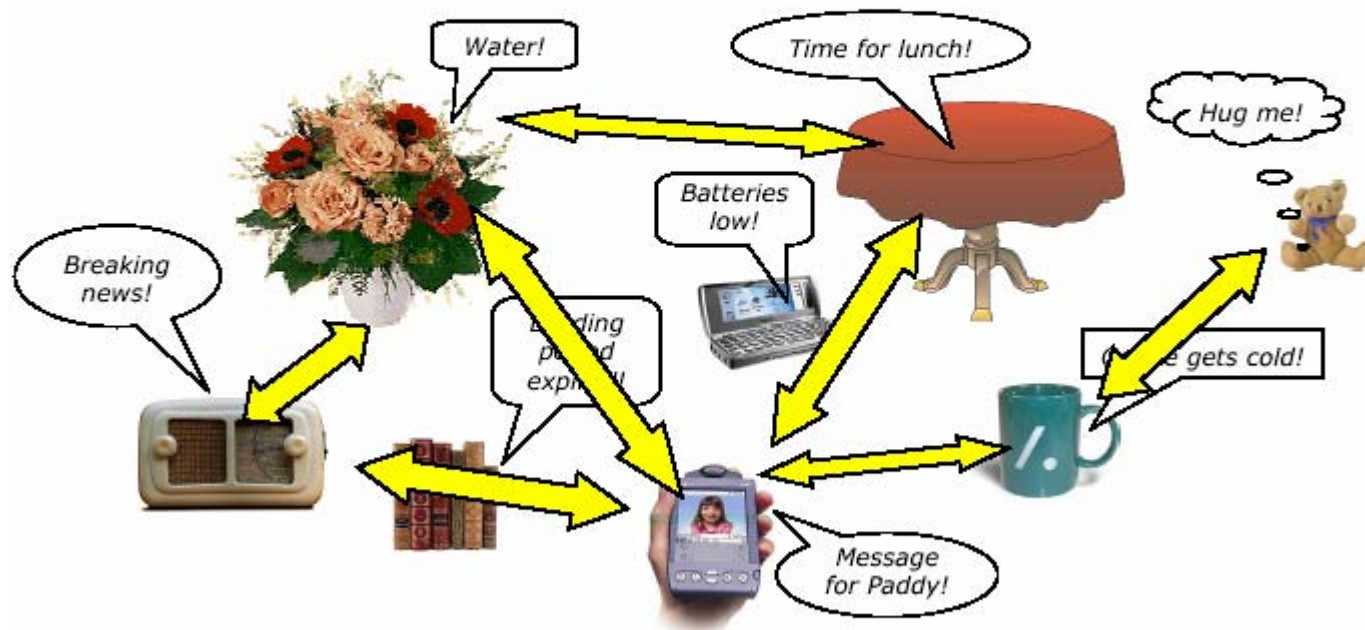 Water!
Time for lunch!
Hug me!
Batteries
low!
Breaking
news!
gets cold!
Message
for Paddy!
/.